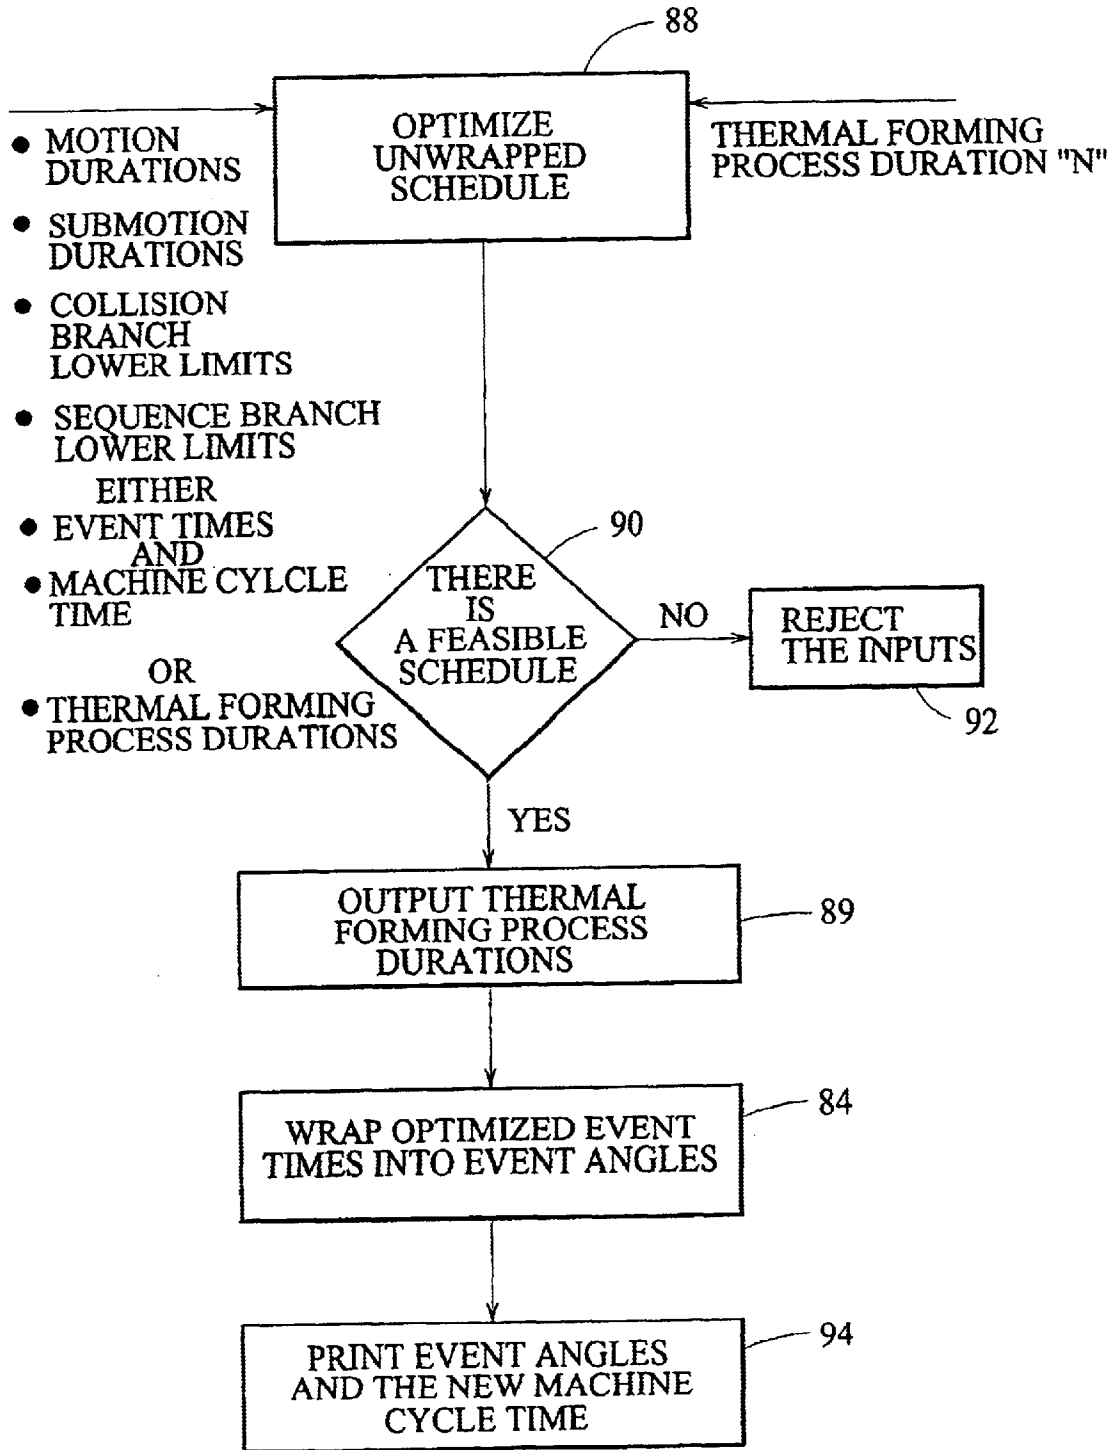 88
OPTIMIZE
UNWRAPPED
SCHEDULE
THERMAL FORMING
PROCESS DURATION "N"
● MOTION
DURATIONS
● SUBMOTION
DURATIONS
● COLLISION
BRANCH
LOWER LIMITS
● SEQUENCE BRANCH
LOWER LIMITS
EITHER
● EVENT TIMES
AND
● MACHINE CYLCLE
TIME
OR
● THERMAL FORMING
PROCESS DURATIONS
90
THERE
IS
A FEASIBLE
SCHEDULE
NO
REJECT
THE INPUTS
92
YES
OUTPUT THERMAL
FORMING PROCESS
DURATIONS
89
WRAP OPTIMIZED EVENT
TIMES INTO EVENT ANGLES
84
PRINT EVENT ANGLES
AND THE NEW MACHINE
CYCLE TIME
94